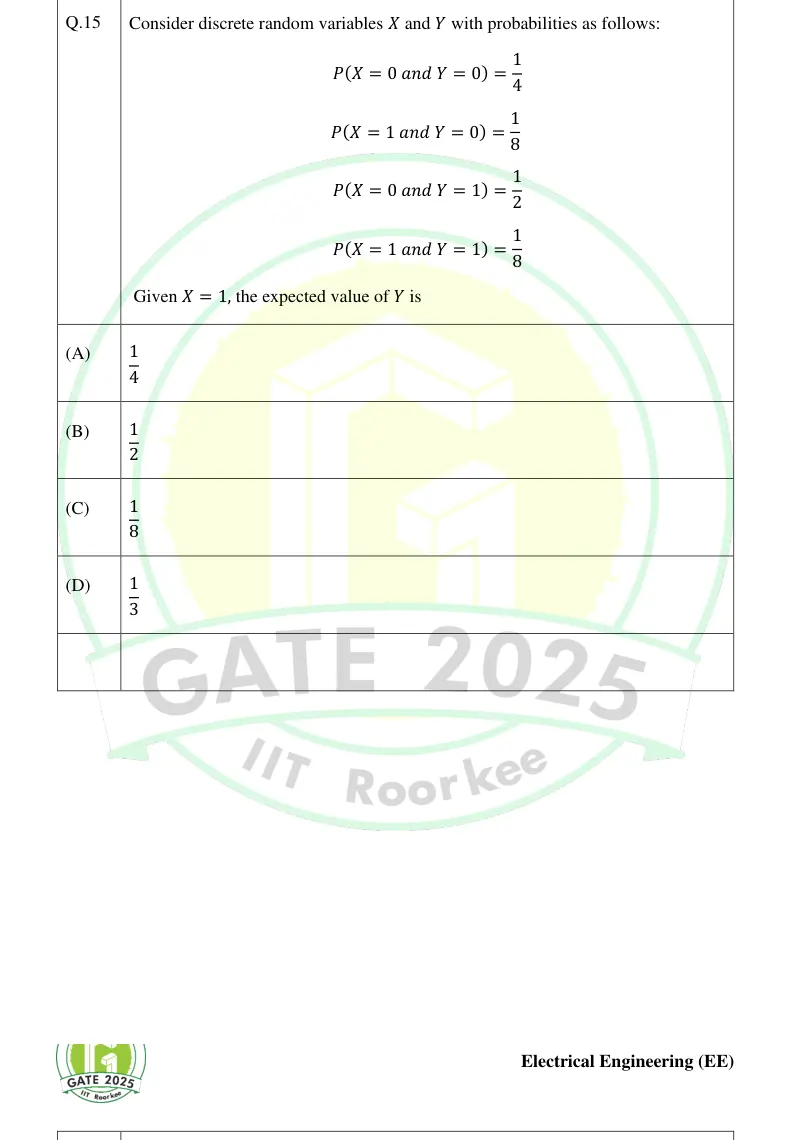 Q.15 Consider discrete random variables 𝑋 and 𝑌 with probabilities as follows:
𝑃(𝑋 = 0 𝑎𝑛𝑑 𝑌 = 0) = 1/4
𝑃(𝑋 = 1 𝑎𝑛𝑑 𝑌 = 0) = 1/8
𝑃(𝑋 = 0 𝑎𝑛𝑑 𝑌 = 1) = 1/2
𝑃(𝑋 = 1 𝑎𝑛𝑑 𝑌 = 1) = 1/8
Given 𝑋 = 1, the expected value of 𝑌 is
(A) 1/4
(B) 1/2
(C) 1/8
(D) 1/3
GATE 2025
IIT Roorkee
Electrical Engineering (EE)
GATE 2025
IIT Roorkee